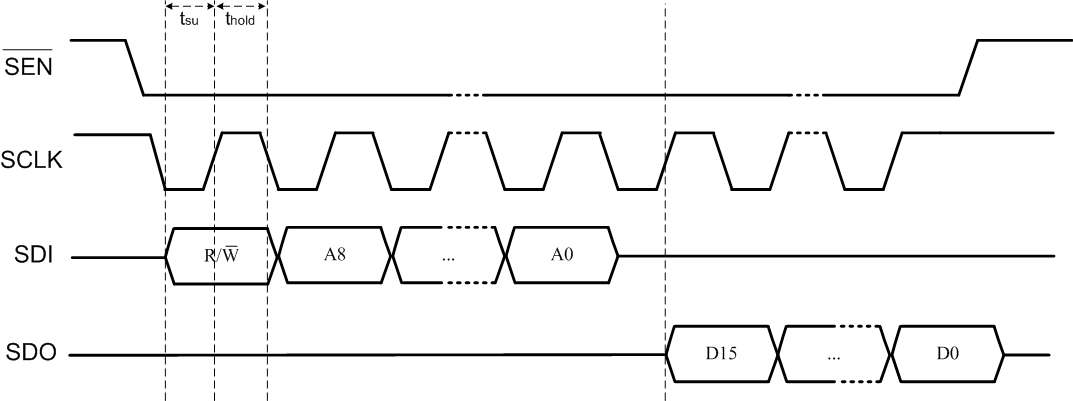 tsu thold
SEN
SCLK
SDI R/W A8 ... A0
SDO D15 ... D0